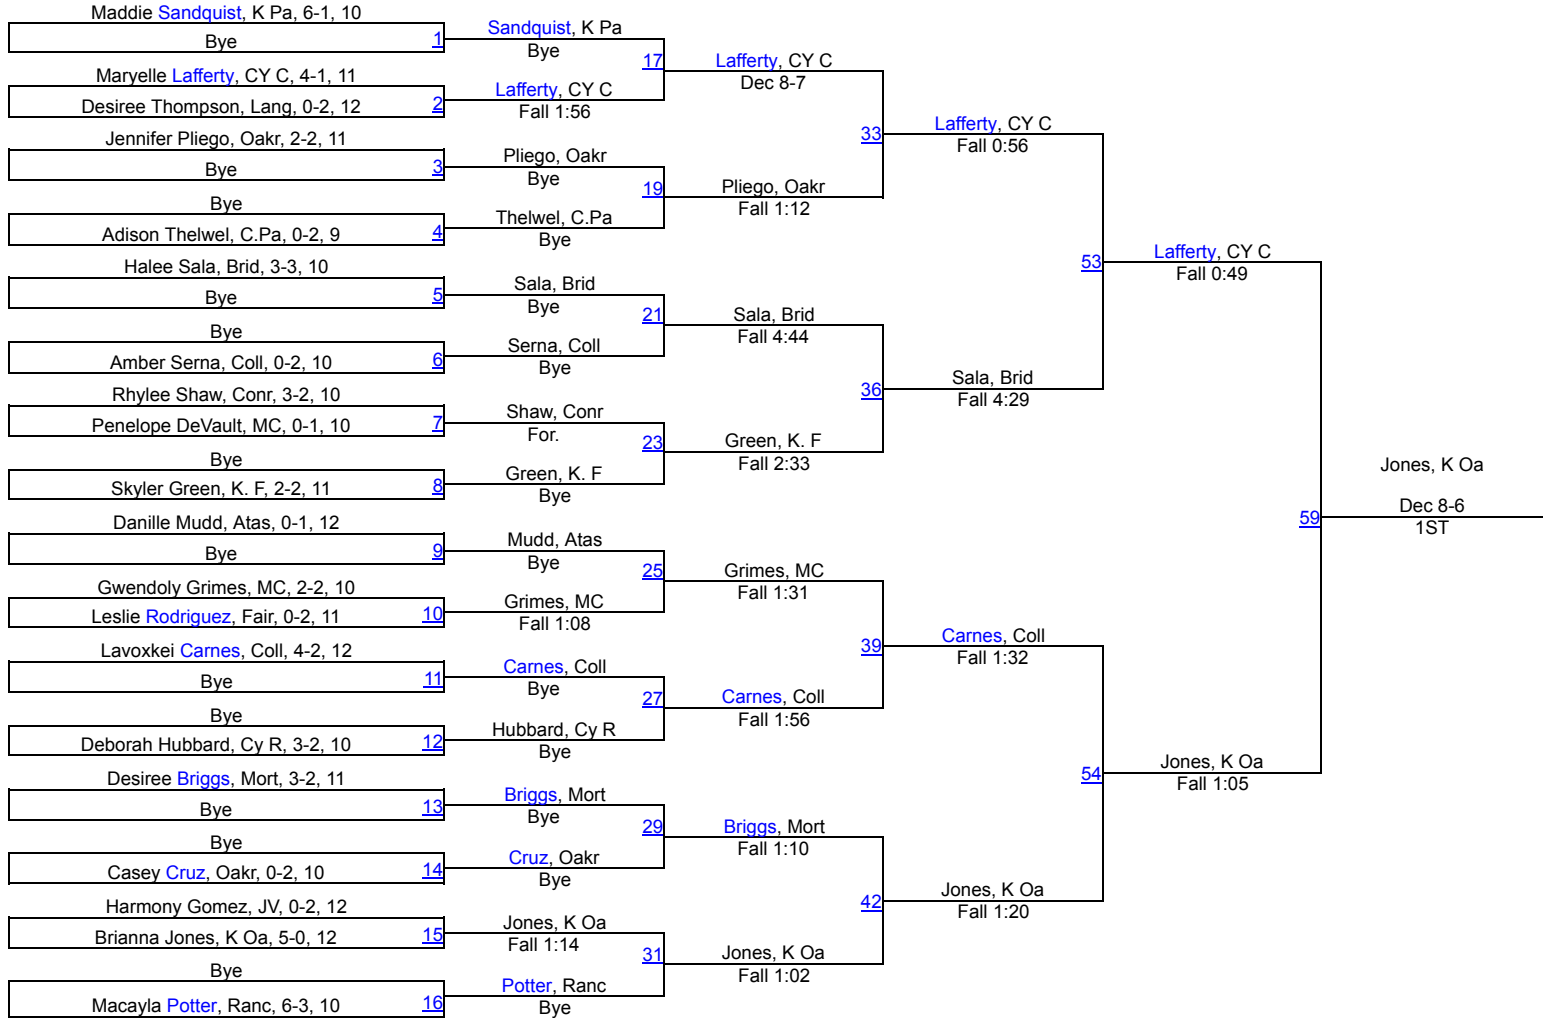 Maddie Sandquist, K Pa, 6-1, 10
Bye
1
Maryelle Lafferty, CY C, 4-1, 11
Desiree Thompson, Lang, 0-2, 12
2
Jennifer Pliego, Oakr, 2-2, 11
Bye
3
Bye
Adison Thelwel, C.Pa, 0-2, 9
4
Halee Sala, Brid, 3-3, 10
Bye
5
Bye
Amber Serna, Coll, 0-2, 10
6
Rhylee Shaw, Conr, 3-2, 10
Penelope DeVault, MC, 0-1, 10
7
Bye
Skyler Green, K. F, 2-2, 11
8
Danille Mudd, Atas, 0-1, 12
Bye
9
Gwendoly Grimes, MC, 2-2, 10
Leslie Rodriguez, Fair, 0-2, 11
10
Lavoxkei Carnes, Coll, 4-2, 12
Bye
11
Bye
Deborah Hubbard, Cy R, 3-2, 10
12
Desiree Briggs, Mort, 3-2, 11
Bye
13
Bye
Casey Cruz, Oakr, 0-2, 10
14
Harmony Gomez, JV, 0-2, 12
Brianna Jones, K Oa, 5-0, 12
15
Bye
Macayla Potter, Ranc, 6-3, 10
16
Sandquist, K Pa
Bye
17
Lafferty, CY C
Fall 1:56
Pliego, Oakr
Bye
19
Thelwel, C.Pa
Bye
Sala, Brid
Bye
21
Serna, Coll
Bye
Shaw, Conr
For.
23
Green, K. F
Bye
Mudd, Atas
Bye
25
Grimes, MC
Fall 1:08
Carnes, Coll
Bye
27
Hubbard, Cy R
Bye
Briggs, Mort
Bye
29
Cruz, Oakr
Bye
Jones, K Oa
Fall 1:14
31
Potter, Ranc
Bye
Lafferty, CY C
Dec 8-7
33
Pliego, Oakr
Fall 1:12
Sala, Brid
Fall 4:44
36
Green, K. F
Fall 2:33
Grimes, MC
Fall 1:31
39
Carnes, Coll
Fall 1:56
Briggs, Mort
Fall 1:10
42
Jones, K Oa
Fall 1:02
Lafferty, CY C
Fall 0:56
53
Sala, Brid
Fall 4:29
Carnes, Coll
Fall 1:32
54
Jones, K Oa
Fall 1:20
Lafferty, CY C
Fall 0:49
59
Jones, K Oa
Fall 1:05
Jones, K Oa
Dec 8-6
1ST